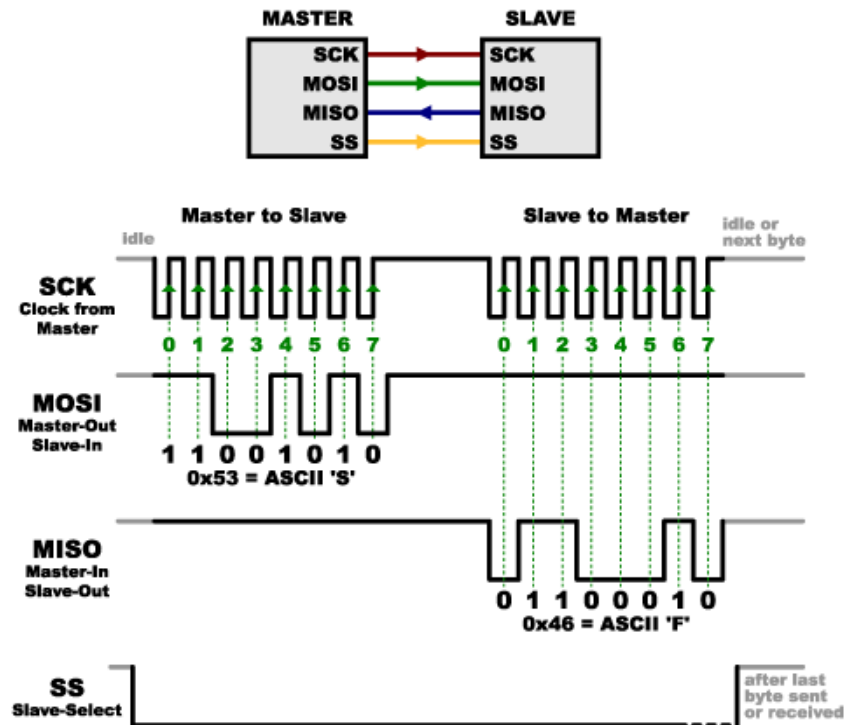 MASTER SLAVE
SCK SCK
MOSI MOSI
MISO MISO
SS SS
Master to Slave Slave to Master
idle
idle or
next byte
SCK
Clock from
Master
0 1 2 3 4 5 6 7 0 1 2 3 4 5 6 7
MOSI
Master-Out
Slave-In
1 1 0 0 1 0 1 0
0x53 = ASCII 'S'
MISO
Master-In
Slave-Out
0 1 1 0 0 0 1 0
0x46 = ASCII 'F'
SS
Slave-Select
after last
byte sent
or received